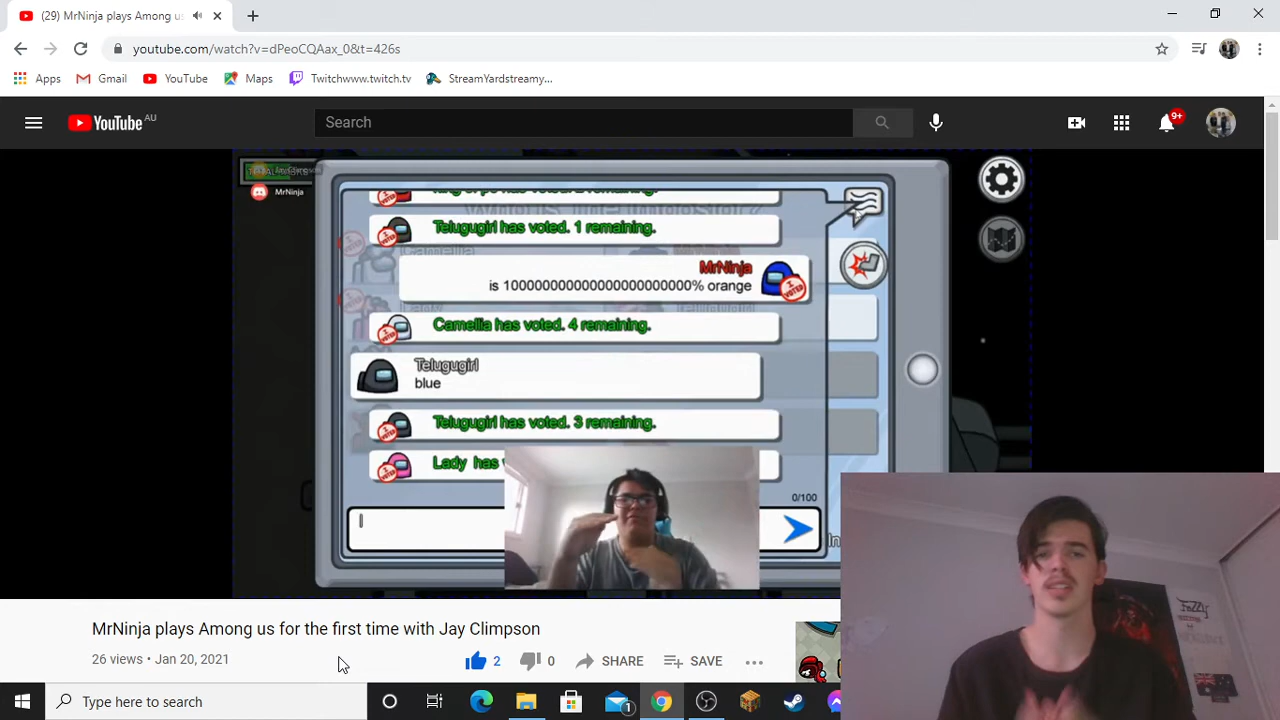 (29) MrNinja plays Among us
youtube.com/watch?v=dPeoCQAax_0&t=426s
Apps Gmail YouTube Maps Twitchwww.twitch.tv StreamYardstreamy...
YouTube AU Search 9+
MrNinja
Telugugirl has voted. 1 remaining.
MrNinja
is 10000000000000000000000% orange
Camellia has voted. 4 remaining.
Telugugirl
blue
Telugugirl has voted. 3 remaining.
Lady has
0/100
MrNinja plays Among us for the first time with Jay Climpson
26 views • Jan 20, 2021 2 0 SHARE SAVE
Type here to search 1